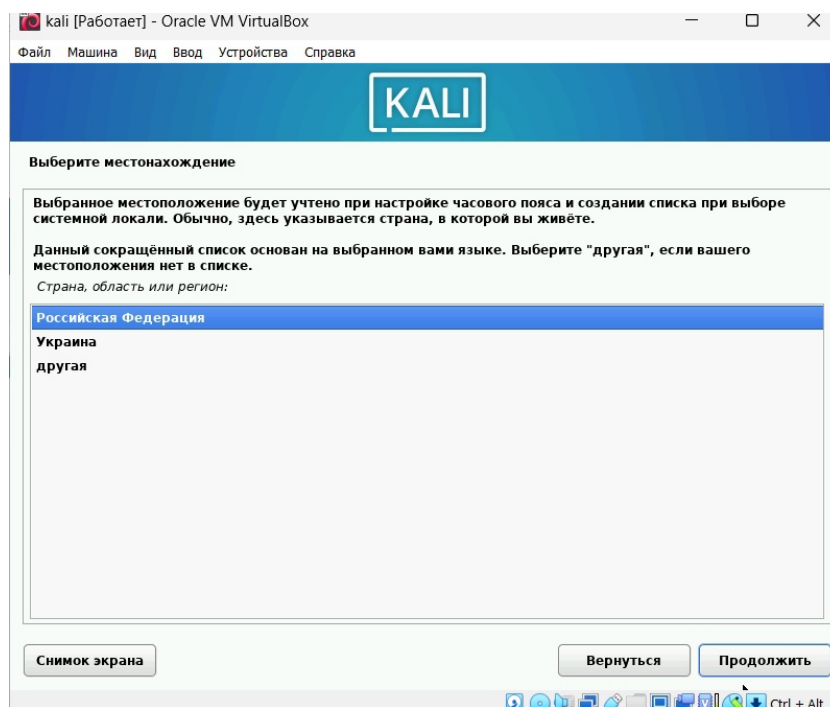 kali [Работает] - Oracle VM VirtualBox
Файл Машина Вид Ввод Устройства Справка
KALI
Выберите местонахождение
Выбранное местоположение будет учтено при настройке часового пояса и создании списка при выборе
системной локали. Обычно, здесь указывается страна, в которой вы живёте.
Данный сокращённый список основан на выбранном вами языке. Выберите "другая", если вашего
местоположения нет в списке.
Страна, область или регион:
Российская Федерация
Украина
другая
Снимок экрана Вернуться Продолжить
Ctrl + Alt